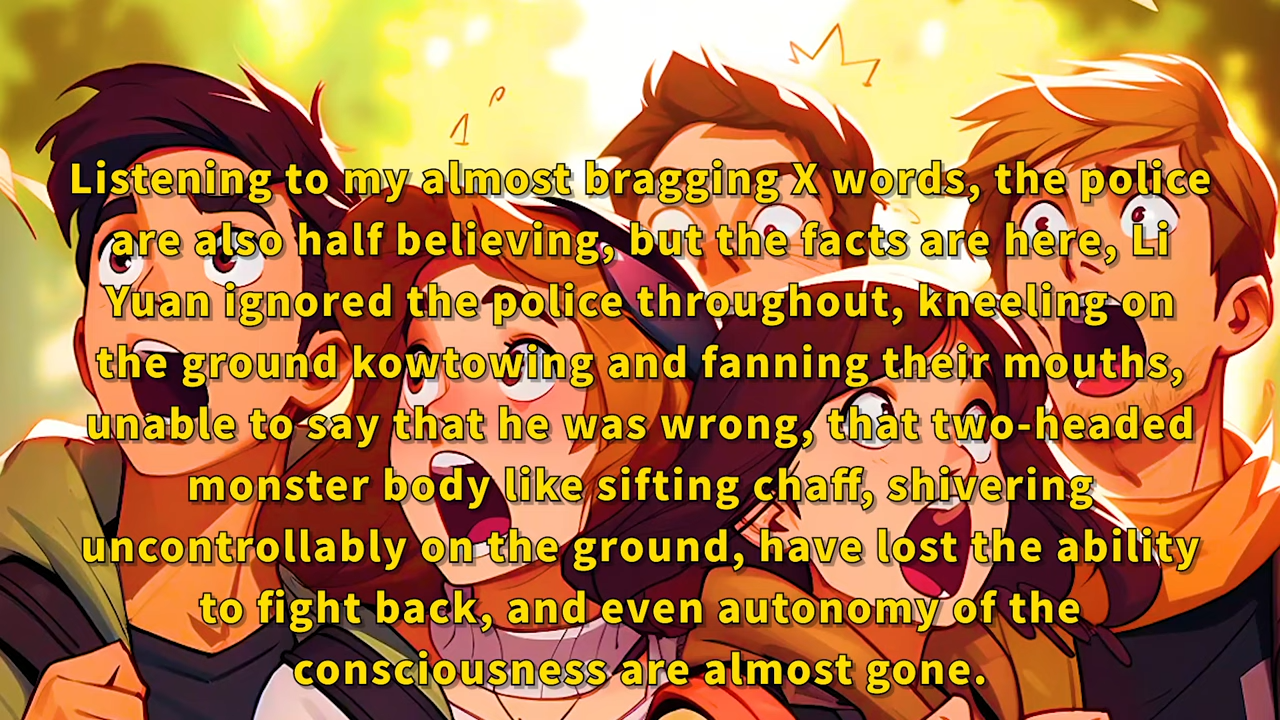 Listening to my almost bragging X words, the police
are also half believing, but the facts are here, Li
Yuan ignored the police throughout, kneeling on
the ground kowtowing and fanning their mouths,
unable to say that he was wrong, that two-headed
monster body like sifting chaff, shivering
uncontrollably on the ground, have lost the ability
to fight back, and even autonomy of the
consciousness are almost gone.